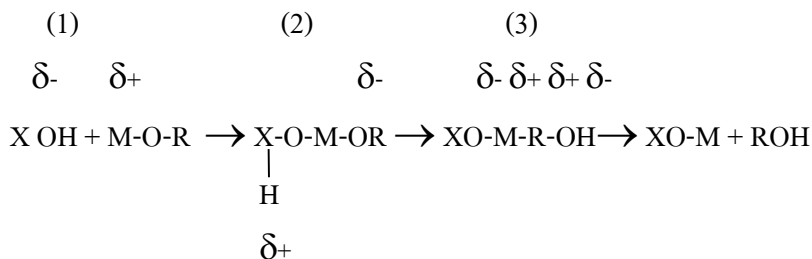 (1) (2) (3)
δ- δ+ δ- δ- δ+ δ+ δ-
X OH + M-O-R → X-O-M-OR → XO-M-R-OH → XO-M + ROH
|
H
δ+